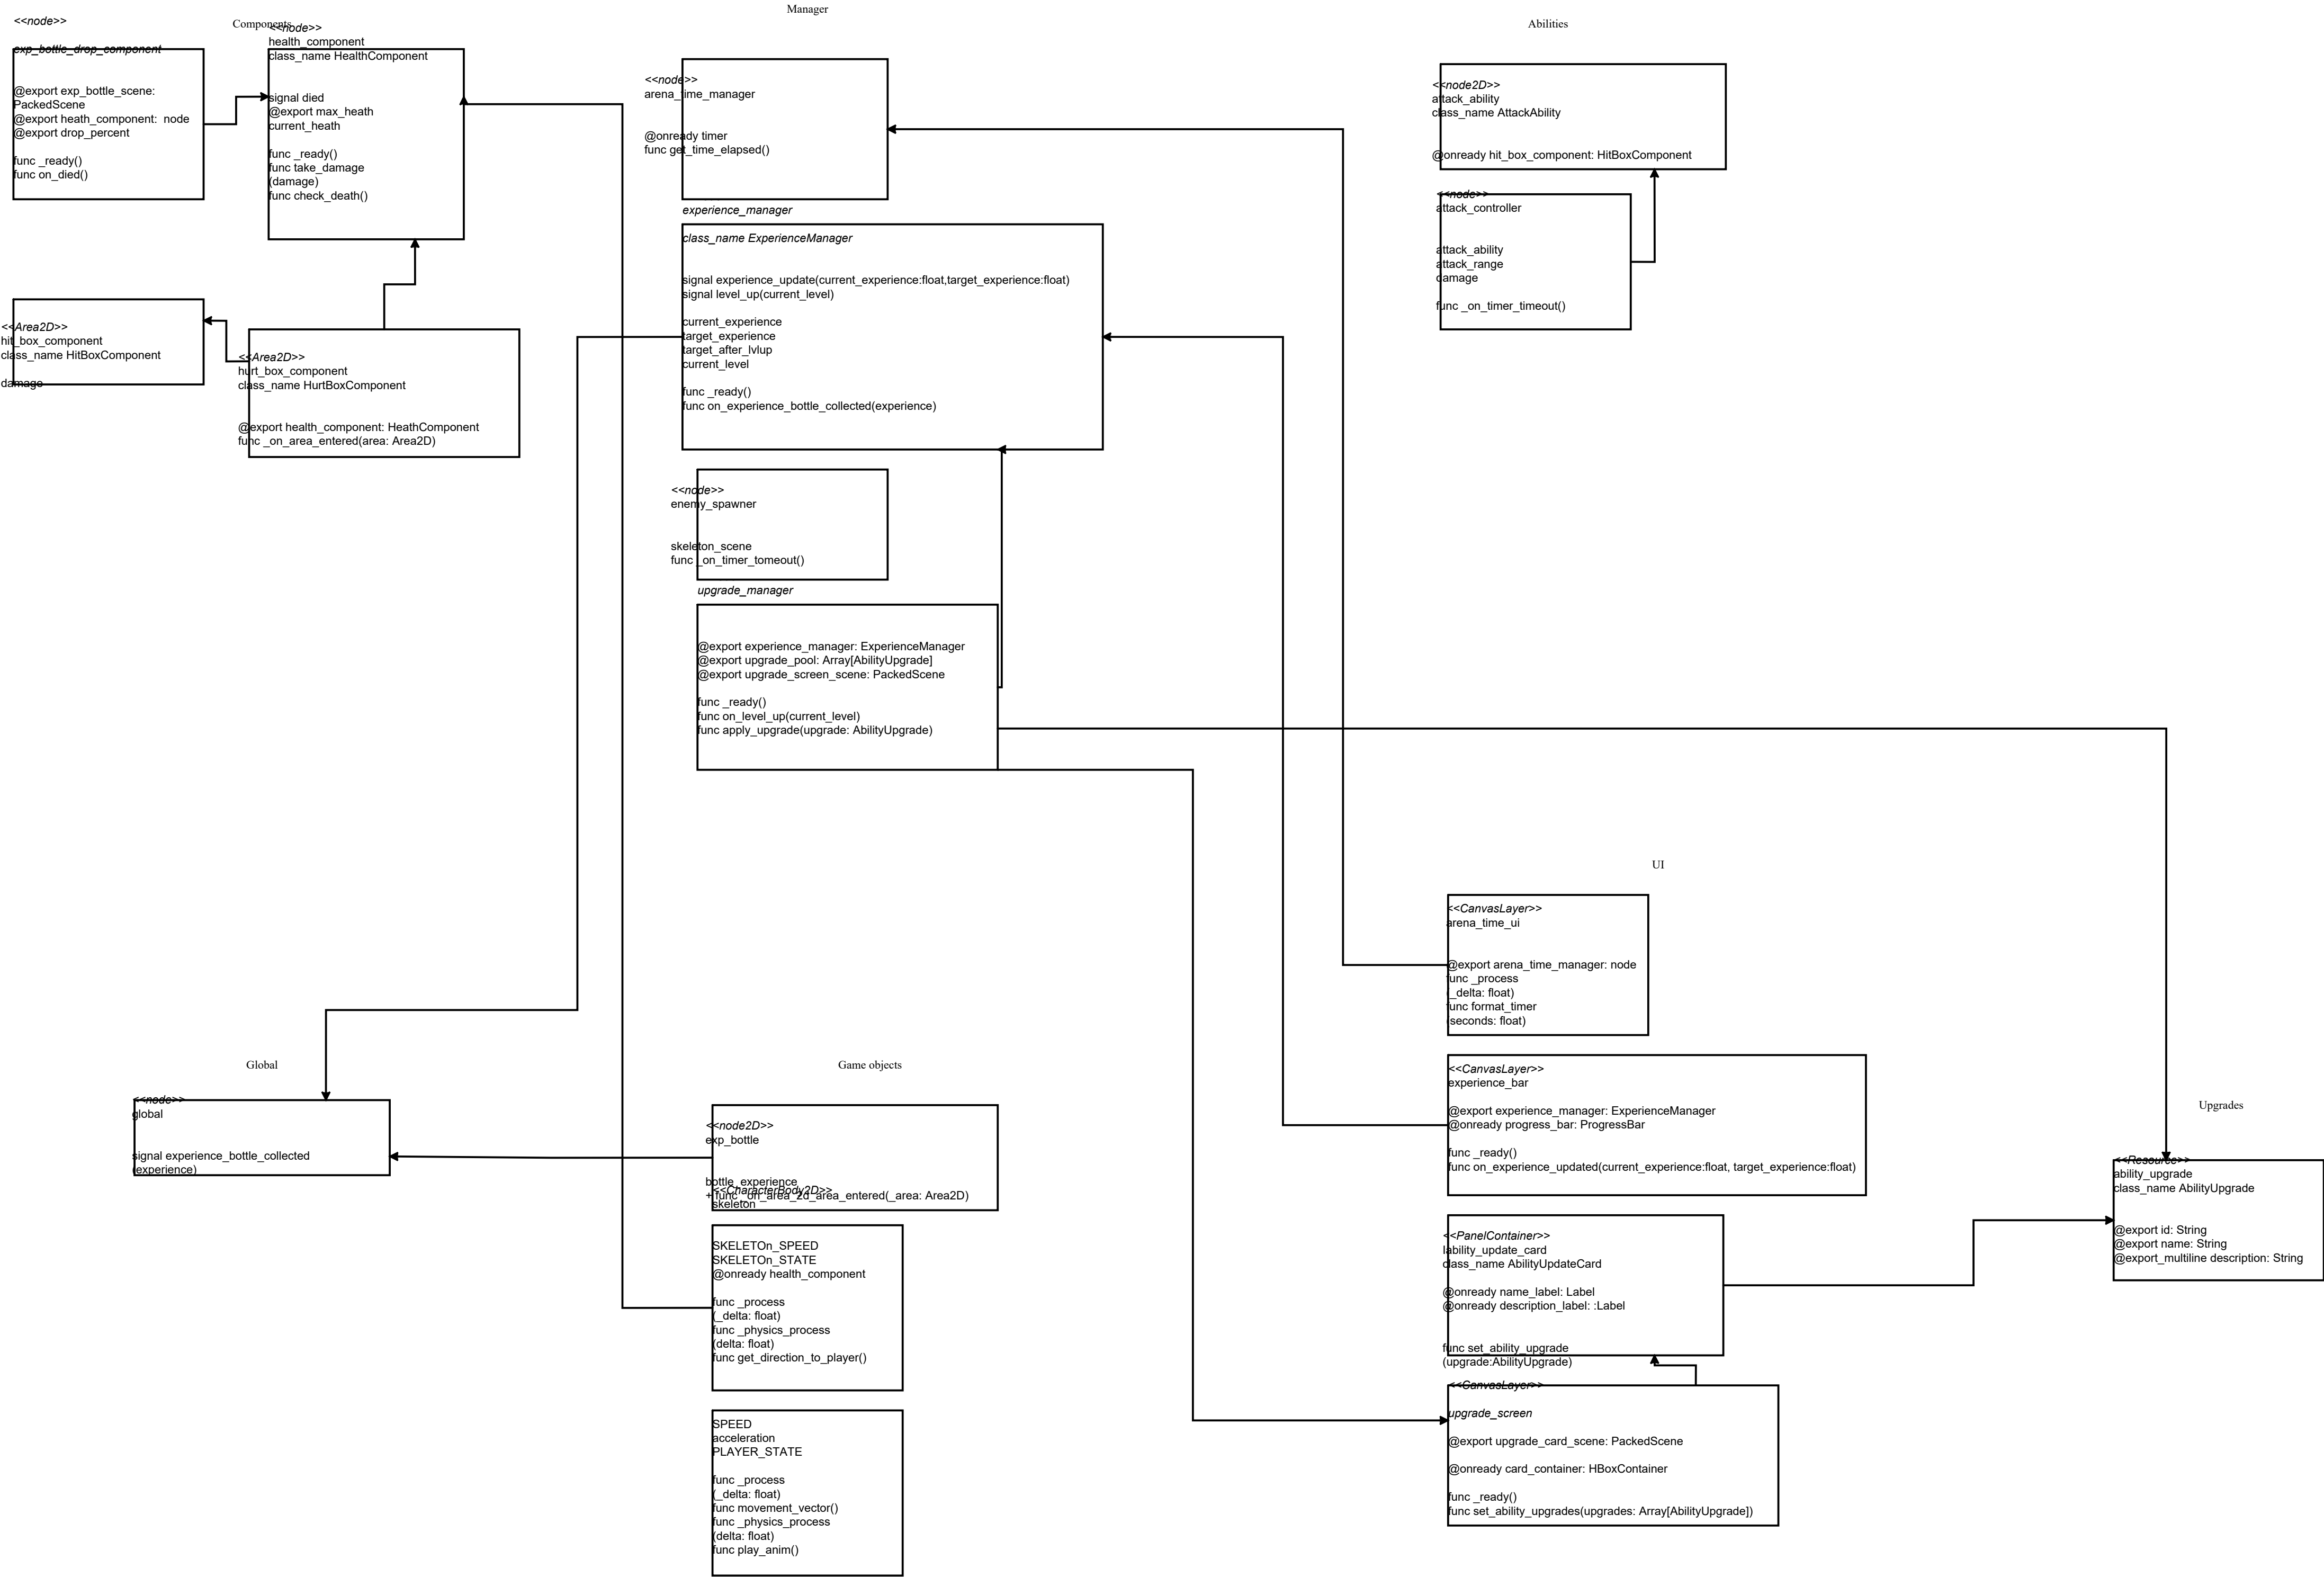 Components
<<node>>
exp_bottle_drop_component
@export exp_bottle_scene:
PackedScene
@export heath_component:  node
@export drop_percent
func _ready()
func on_died()
<<node>>
health_component
class_name HealthComponent
signal died
@export max_heath
current_heath
func _ready()
func take_damage
(damage)
func check_death()
<<Area2D>>
hit_box_component
class_name HitBoxComponent
damage
<<Area2D>>
hurt_box_component
class_name HurtBoxComponent
@export health_component: HeathComponent
func _on_area_entered(area: Area2D)
Manager
<<node>>
arena_time_manager
@onready timer
func get_time_elapsed()
experience_manager
class_name ExperienceManager
signal experience_update(current_experience:float,target_experience:float)
signal level_up(current_level)
current_experience
target_experience
target_after_lvlup
current_level
func _ready()
func on_experience_bottle_collected(experience)
<<node>>
enemy_spawner
skeleton_scene
func _on_timer_tomeout()
upgrade_manager
@export experience_manager: ExperienceManager
@export upgrade_pool: Array[AbilityUpgrade]
@export upgrade_screen_scene: PackedScene
func _ready()
func on_level_up(current_level)
func apply_upgrade(upgrade: AbilityUpgrade)
Abilities
<<node2D>>
attack_ability
class_name AttackAbility
@onready hit_box_component: HitBoxComponent
<<node>>
attack_controller
attack_ability
attack_range
damage
func _on_timer_timeout()
Global
<<node>>
global
signal experience_bottle_collected
(experience)
Game objects
<<node2D>>
exp_bottle
bottle_experience
+ func _on_area_2d_area_entered(_area: Area2D)
<<CharacterBody2D>>
skeleton
SKELETOn_SPEED
SKELETOn_STATE
@onready health_component
func _process
(_delta: float)
func _physics_process
(delta: float)
func get_direction_to_player()
SPEED
acceleration
PLAYER_STATE
func _process
(_delta: float)
func movement_vector()
func _physics_process
(delta: float)
func play_anim()
UI
<<CanvasLayer>>
arena_time_ui
@export arena_time_manager: node
func _process
(_delta: float)
func format_timer
(seconds: float)
<<CanvasLayer>>
experience_bar
@export experience_manager: ExperienceManager
@onready progress_bar: ProgressBar
func _ready()
func on_experience_updated(current_experience:float, target_experience:float)
<<PanelContainer>>
lability_update_card
class_name AbilityUpdateCard
@onready name_label: Label
@onready description_label: :Label
func set_ability_upgrade
(upgrade:AbilityUpgrade)
<<CanvasLayer>>
upgrade_screen
@export upgrade_card_scene: PackedScene
@onready card_container: HBoxContainer
func _ready()
func set_ability_upgrades(upgrades: Array[AbilityUpgrade])
Upgrades
<<Resource>>
ability_upgrade
class_name AbilityUpgrade
@export id: String
@export name: String
@export_multiline description: String